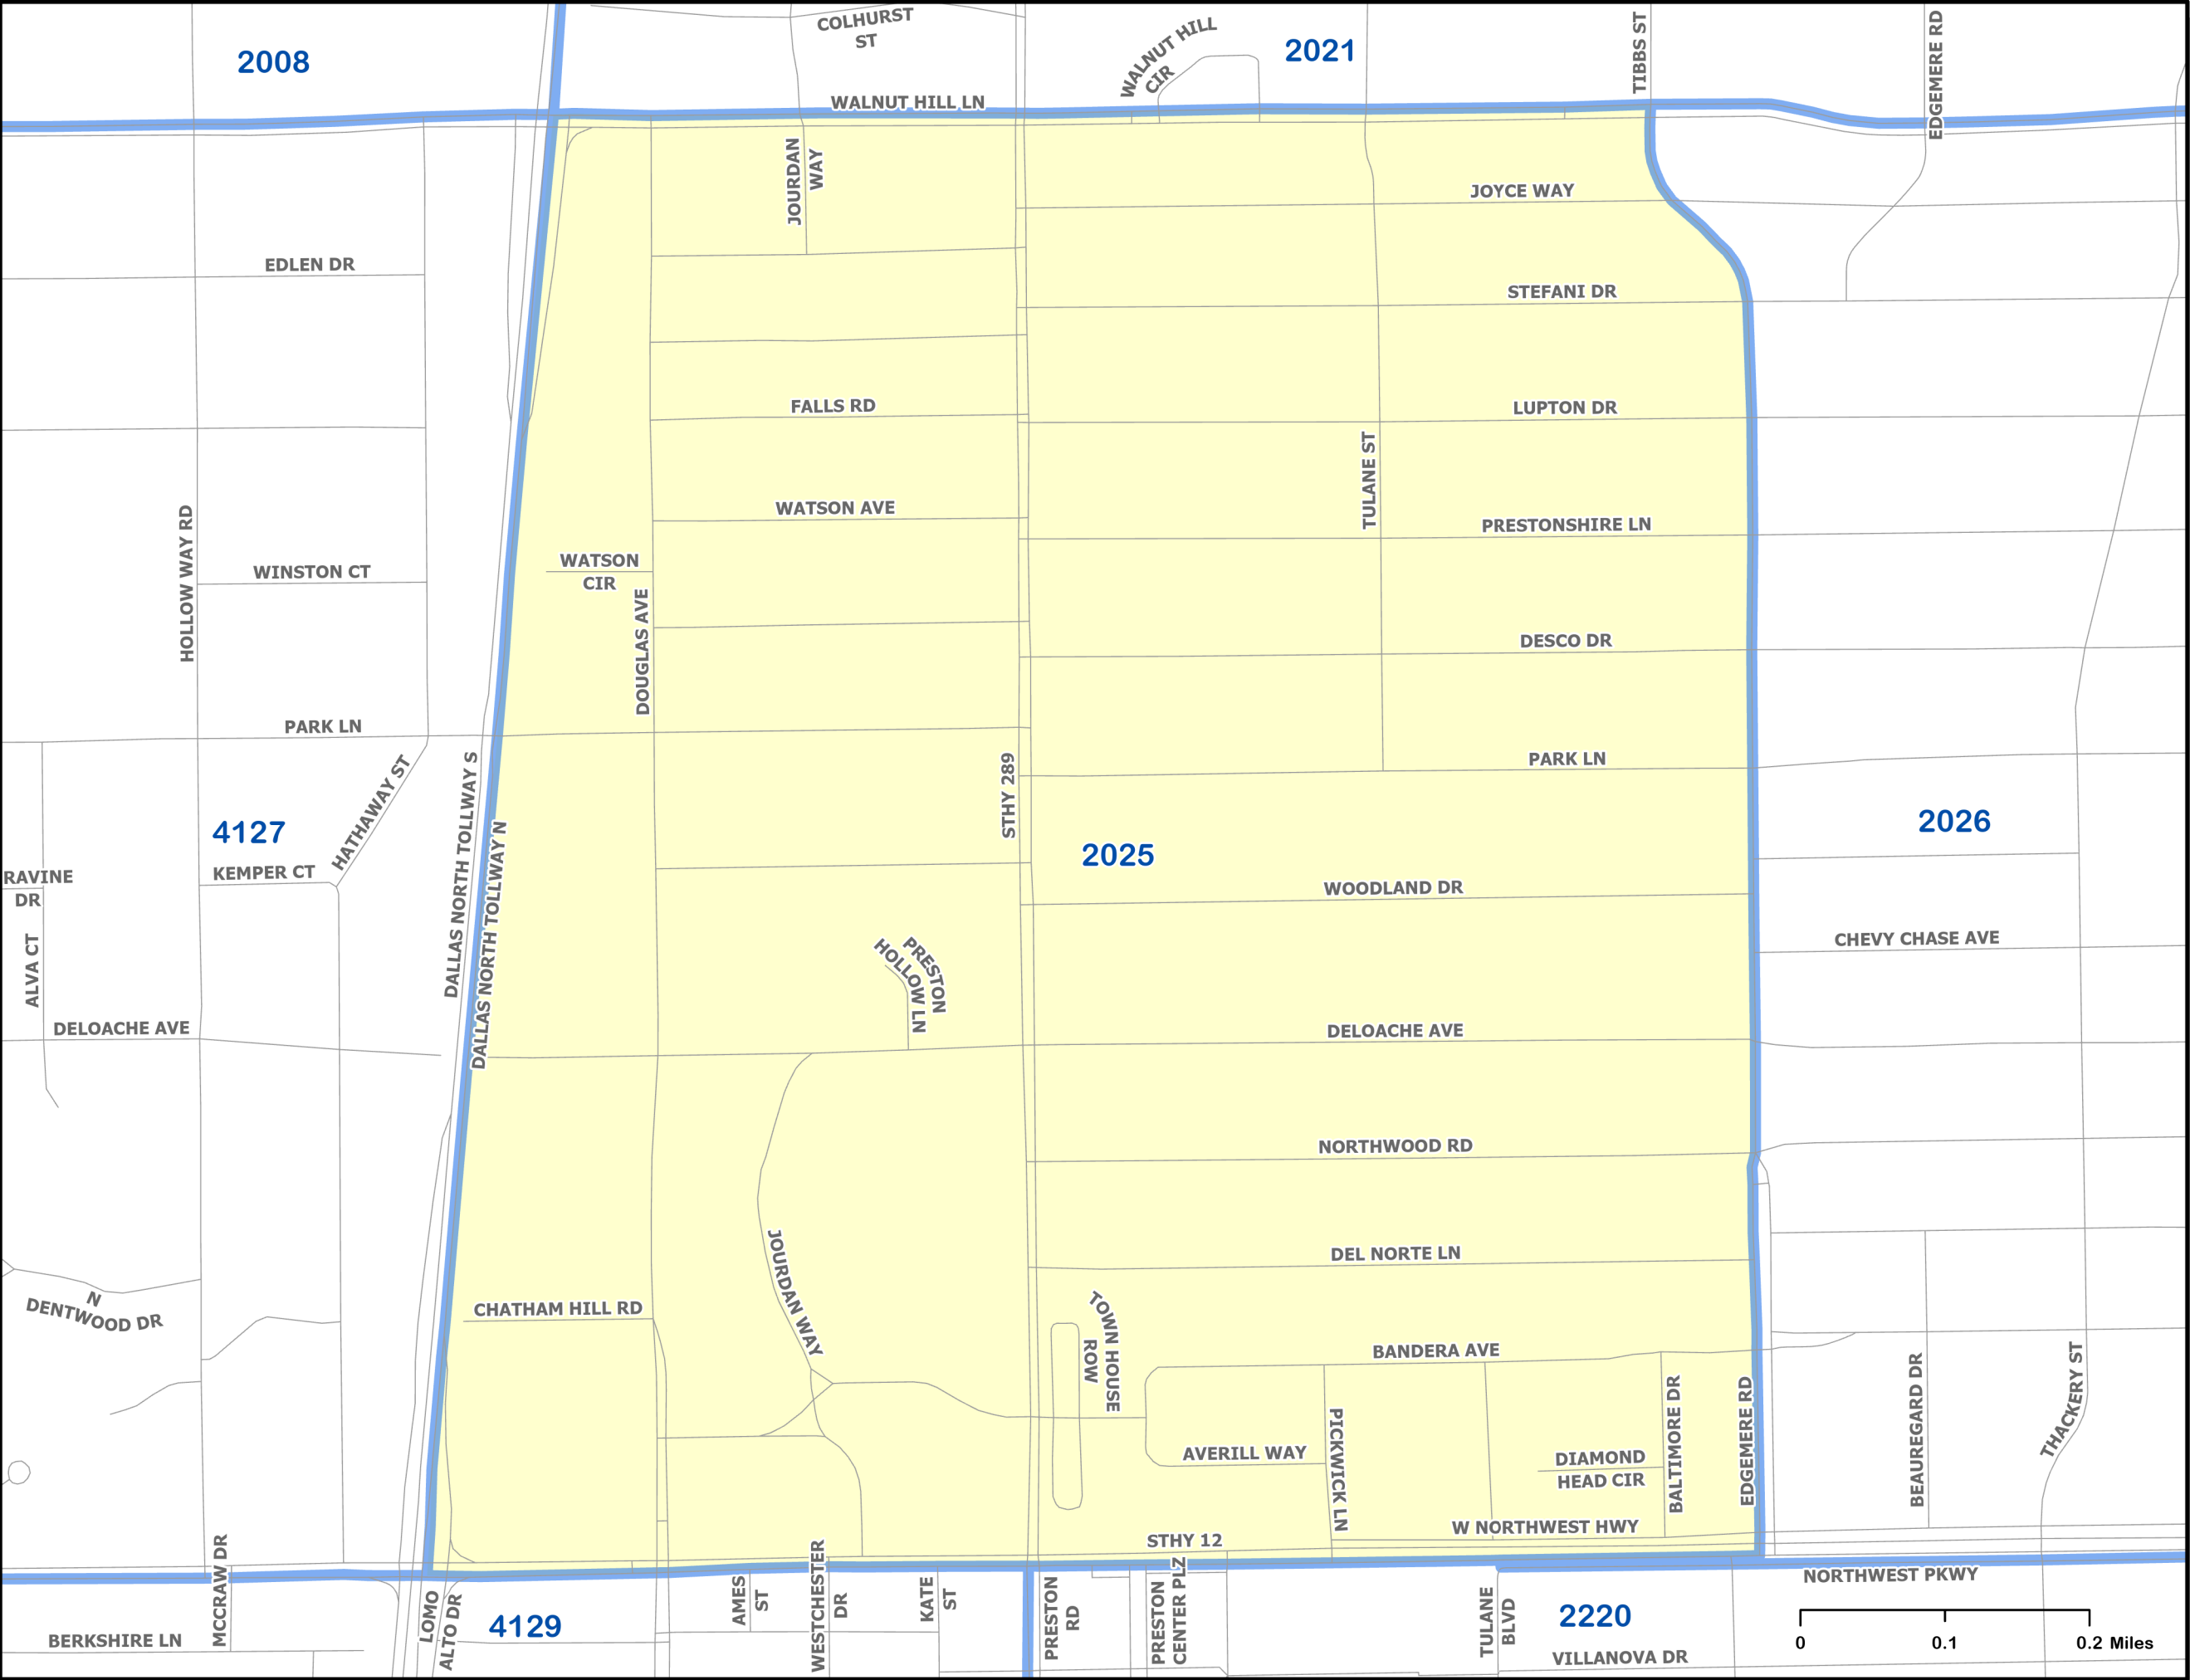 COLHURST
ST
WALNUT HILL
CIR
2021
TIBBS ST
EDGEMERE RD
2008
WALNUT HILL LN
JOURDAN
WAY
JOYCE WAY
EDLEN DR
STEFANI DR
FALLS RD
LUPTON DR
TULANE ST
HOLLOW WAY RD
WATSON AVE
PRESTONSHIRE LN
WATSON
CIR
WINSTON CT
DOUGLAS AVE
DESCO DR
PARK LN
PARK LN
HATHAWAY ST
DALLAS NORTH TOLLWAY S
DALLAS NORTH TOLLWAY N
STHY 289
4127
2025
2026
KEMPER CT
RAVINE
DR
WOODLAND DR
ALVA CT
PRESTON
HOLLOW LN
CHEVY CHASE AVE
DELOACHE AVE
DELOACHE AVE
NORTHWOOD RD
JOURDAN WAY
DEL NORTE LN
N
DENTWOOD DR
CHATHAM HILL RD
TOWN HOUSE
ROW
BANDERA AVE
PICKWICK LN
AVERILL WAY
DIAMOND
HEAD CIR
BALTIMORE DR
EDGEMERE RD
BEAUREGARD DR
THACKERY ST
STHY 12
W NORTHWEST HWY
MCCRAW DR
LOMO
ALTO DR
4129
AMES
ST
WESTCHESTER
DR
KATE
ST
PRESTON
RD
PRESTON
CENTER PLZ
TULANE
BLVD
2220
NORTHWEST PKWY
BERKSHIRE LN
VILLANOVA DR
0 0.1 0.2 Miles